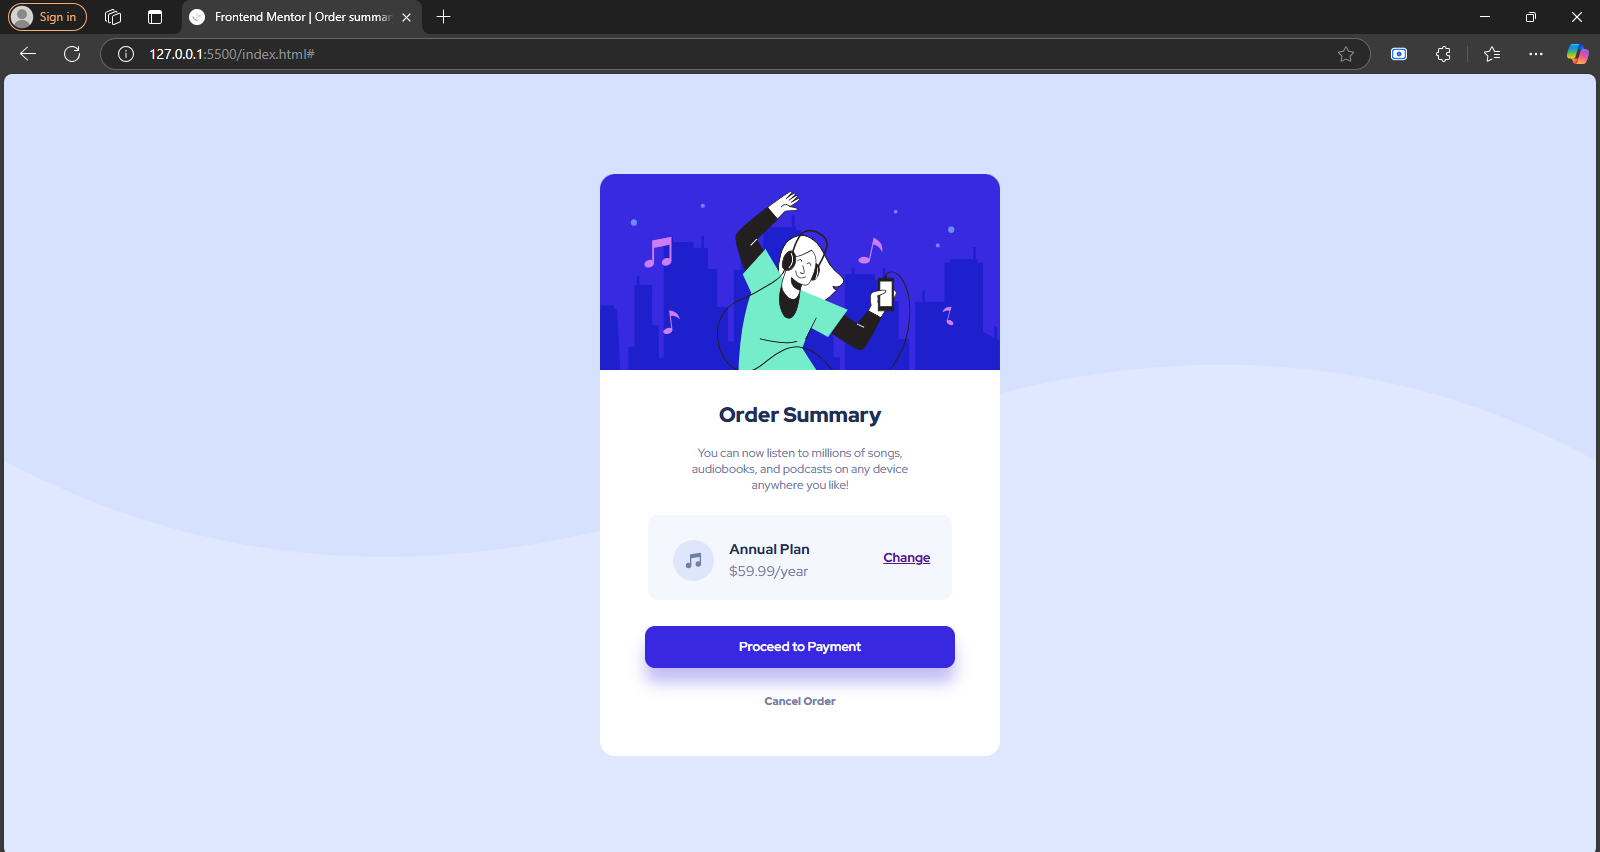 Sign in
Frontend Mentor | Order summar
127.0.0.1:5500/index.html#
Order Summary
You can now listen to millions of songs,
audiobooks, and podcasts on any device
anywhere you like!
Annual Plan
$59.99/year
Change
Proceed to Payment
Cancel Order